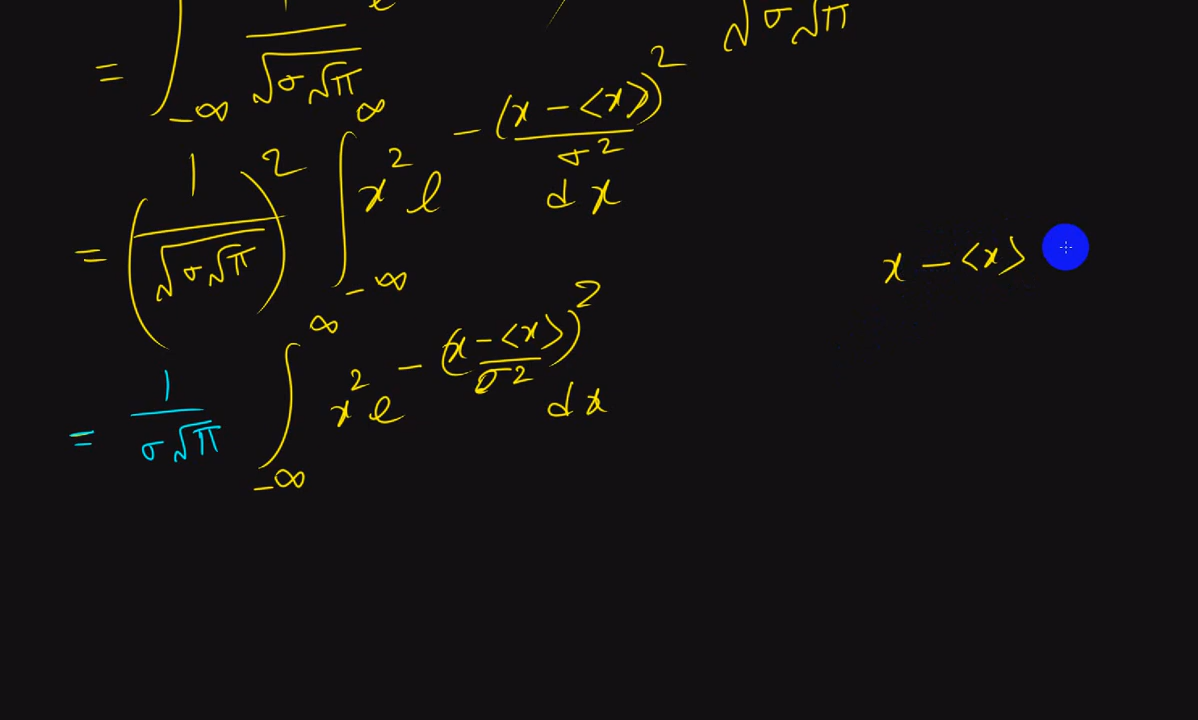 = ∫_{-∞} 1/√(σ√π) e
√(σ√π)
= (1/√(σ√π))² ∫_{-∞}^{∞} x² e^{-(x-<x>)²/σ²} dx
x - <x>
= 1/(σ√π) ∫_{-∞}^{∞} x² e^{-(x-<x>)²/σ²} dx